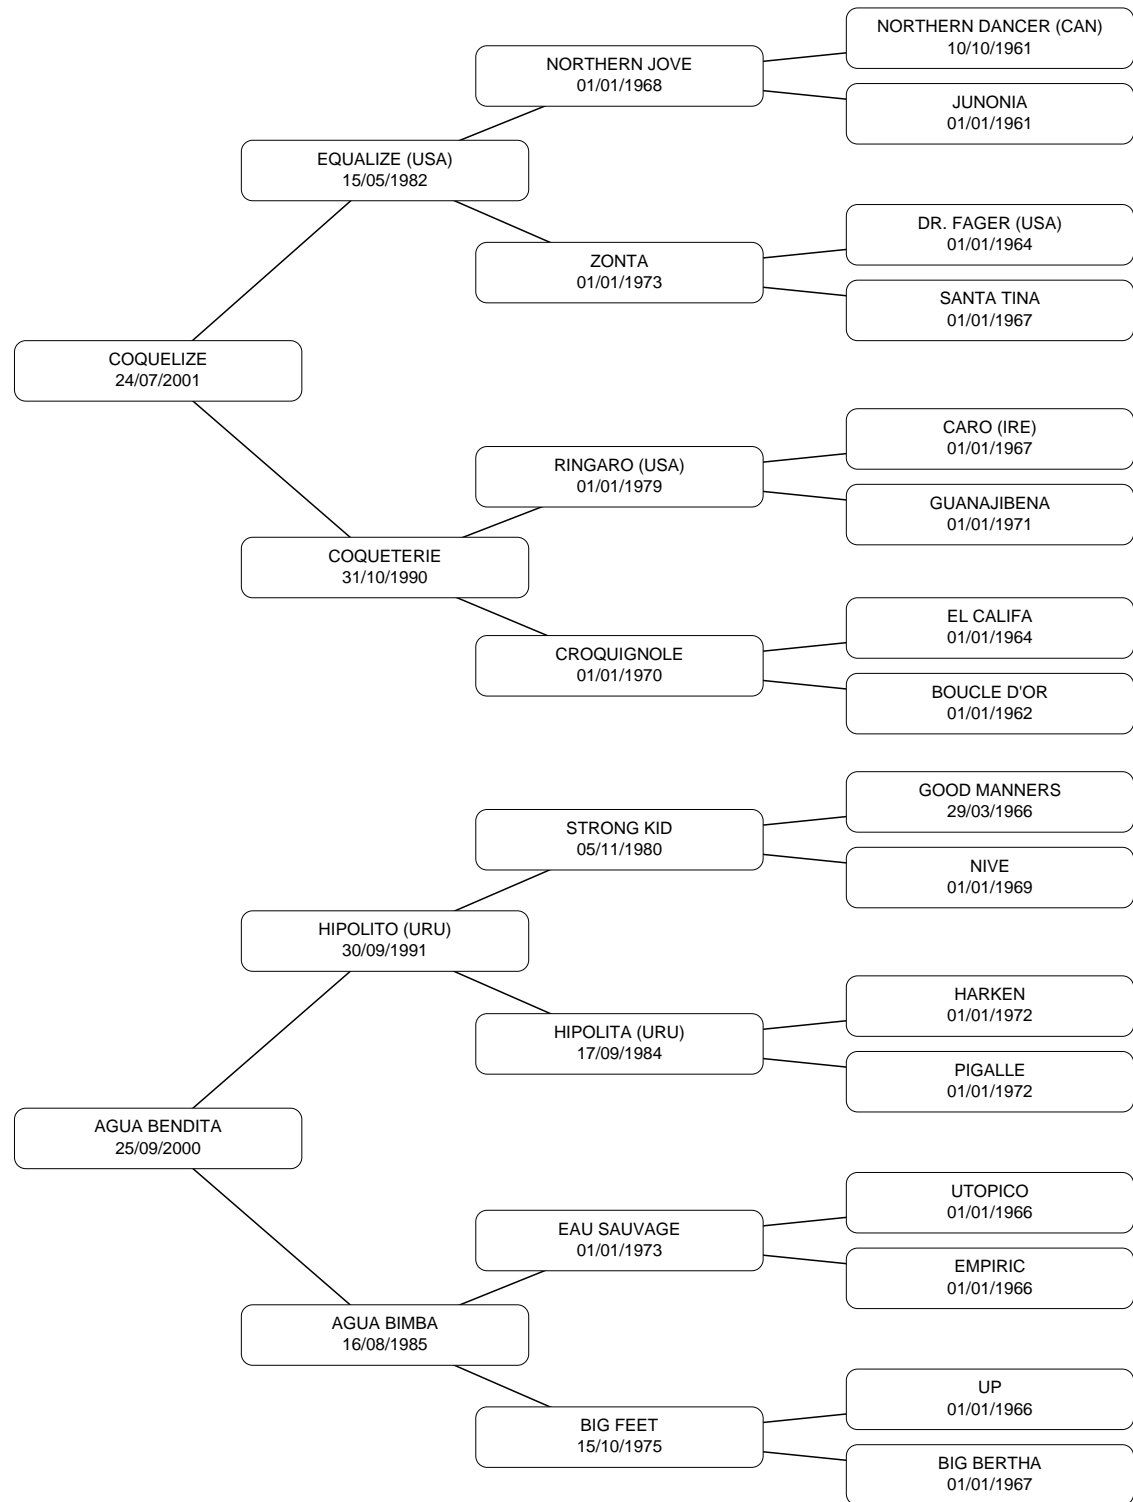 NORTHERN DANCER (CAN)
10/10/1961
NORTHERN JOVE
01/01/1968
JUNONIA
01/01/1961
EQUALIZE (USA)
15/05/1982
DR. FAGER (USA)
01/01/1964
ZONTA
01/01/1973
SANTA TINA
01/01/1967
COQUELIZE
24/07/2001
CARO (IRE)
01/01/1967
RINGARO (USA)
01/01/1979
GUANAJIBENA
01/01/1971
COQUETERIE
31/10/1990
EL CALIFA
01/01/1964
CROQUIGNOLE
01/01/1970
BOUCLE D'OR
01/01/1962
GOOD MANNERS
29/03/1966
STRONG KID
05/11/1980
NIVE
01/01/1969
HIPOLITO (URU)
30/09/1991
HARKEN
01/01/1972
HIPOLITA (URU)
17/09/1984
PIGALLE
01/01/1972
AGUA BENDITA
25/09/2000
UTOPICO
01/01/1966
EAU SAUVAGE
01/01/1973
EMPIRIC
01/01/1966
AGUA BIMBA
16/08/1985
UP
01/01/1966
BIG FEET
15/10/1975
BIG BERTHA
01/01/1967